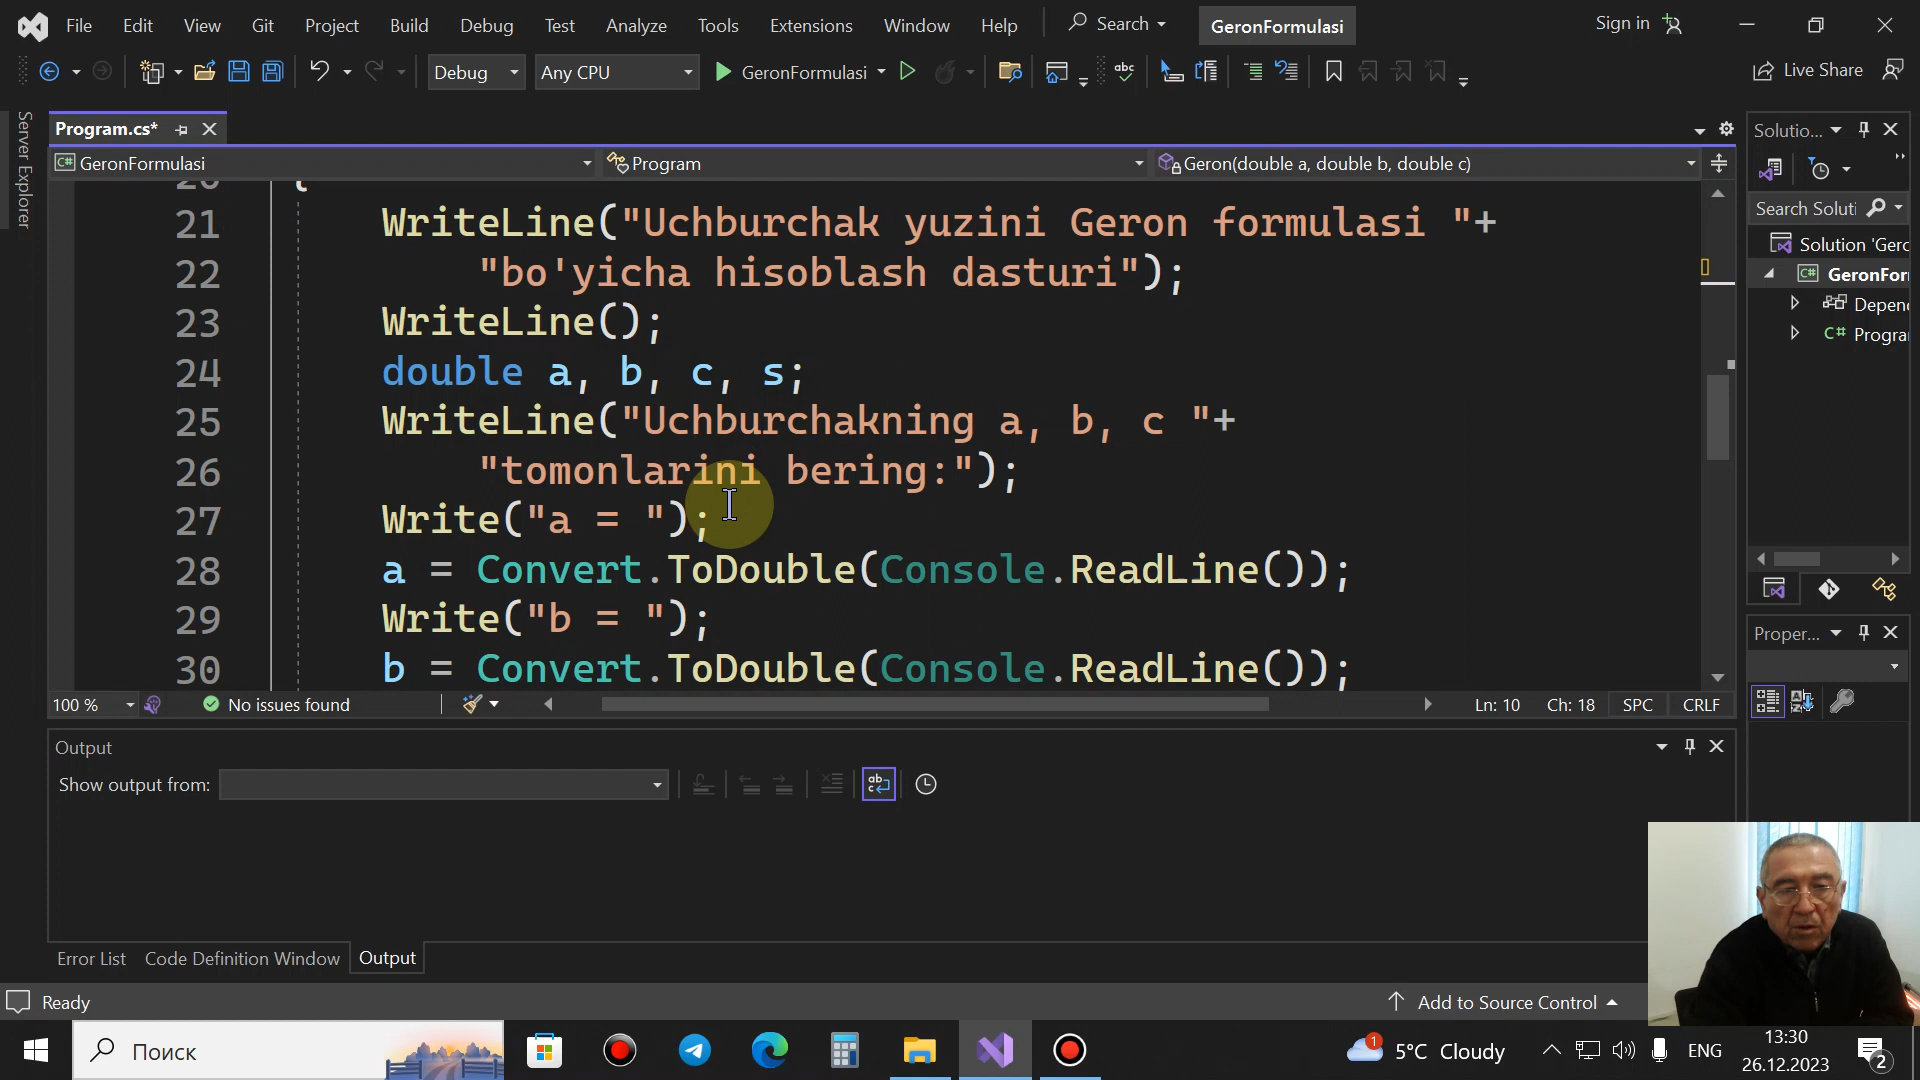 File Edit View Git Project Build Debug Test Analyze Tools Extensions Window Help Search GeronFormulasi Sign in
Debug Any CPU GeronFormulasi Live Share
Server Explorer
Program.cs*
GeronFormulasi Program Geron(double a, double b, double c)
20 {
21 WriteLine("Uchburchak yuzini Geron formulasi "+
22 "bo'yicha hisoblash dasturi");
23 WriteLine();
24 double a, b, c, s;
25 WriteLine("Uchburchakning a, b, c "+
26 "tomonlarini bering:");
27 Write("a = ");
28 a = Convert.ToDouble(Console.ReadLine());
29 Write("b = ");
30 b = Convert.ToDouble(Console.ReadLine());
100 % No issues found Ln: 10 Ch: 18 SPC CRLF
Solutio...
Search Soluti
Solution 'Gero
GeronFor
Depen
C# Progra
Proper...
Output
Show output from:
Error List Code Definition Window Output
Ready Add to Source Control
Поиск 1 5°C Cloudy ENG 13:30
26.12.2023 2